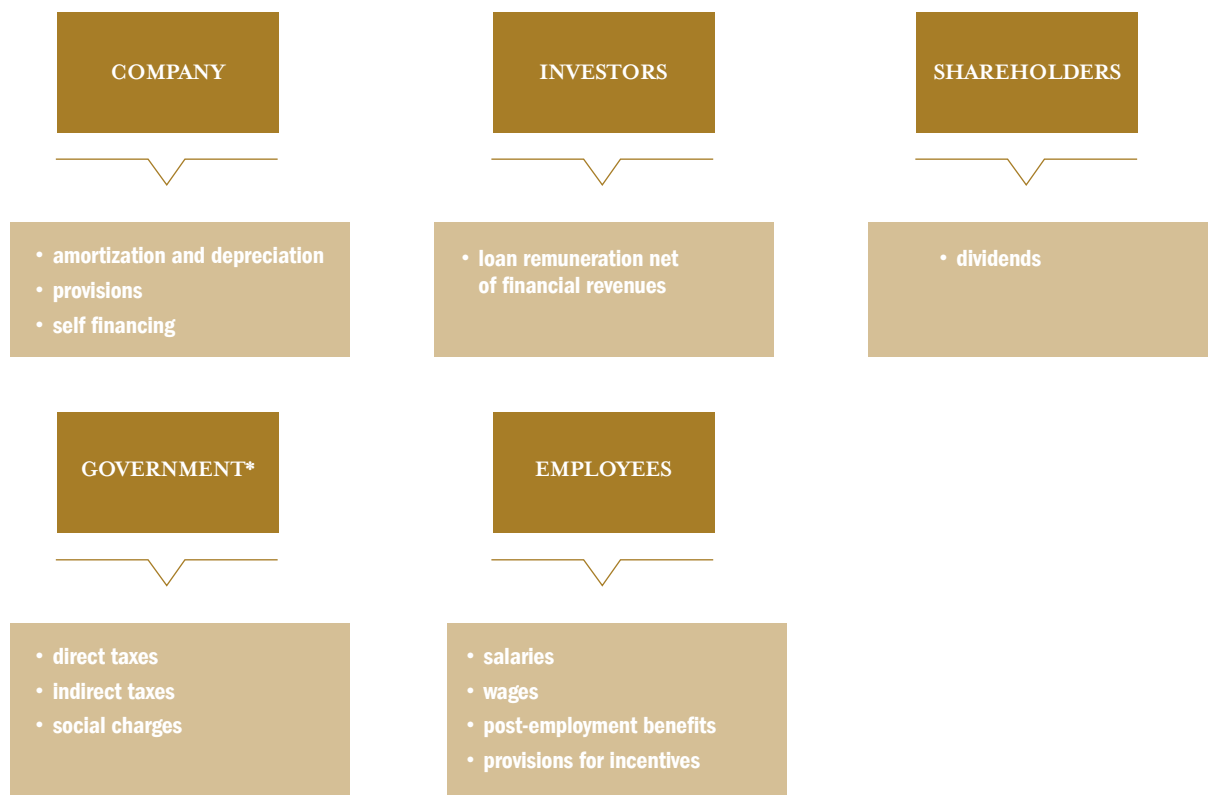 COMPANY
• amortization and depreciation
• provisions
• self financing
INVESTORS
• loan remuneration net
of financial revenues
SHAREHOLDERS
• dividends
GOVERNMENT*
• direct taxes
• indirect taxes
• social charges
EMPLOYEES
• salaries
• wages
• post-employment benefits
• provisions for incentives